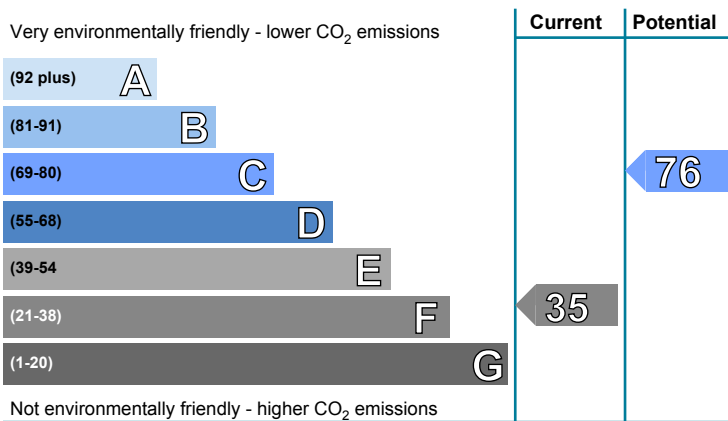 Current Potential
Very environmentally friendly - lower CO2 emissions
(92 plus) A
(81-91) B
(69-80) C
76
(55-68) D
(39-54 E
(21-38) F
35
(1-20) G
Not environmentally friendly - higher CO2 emissions